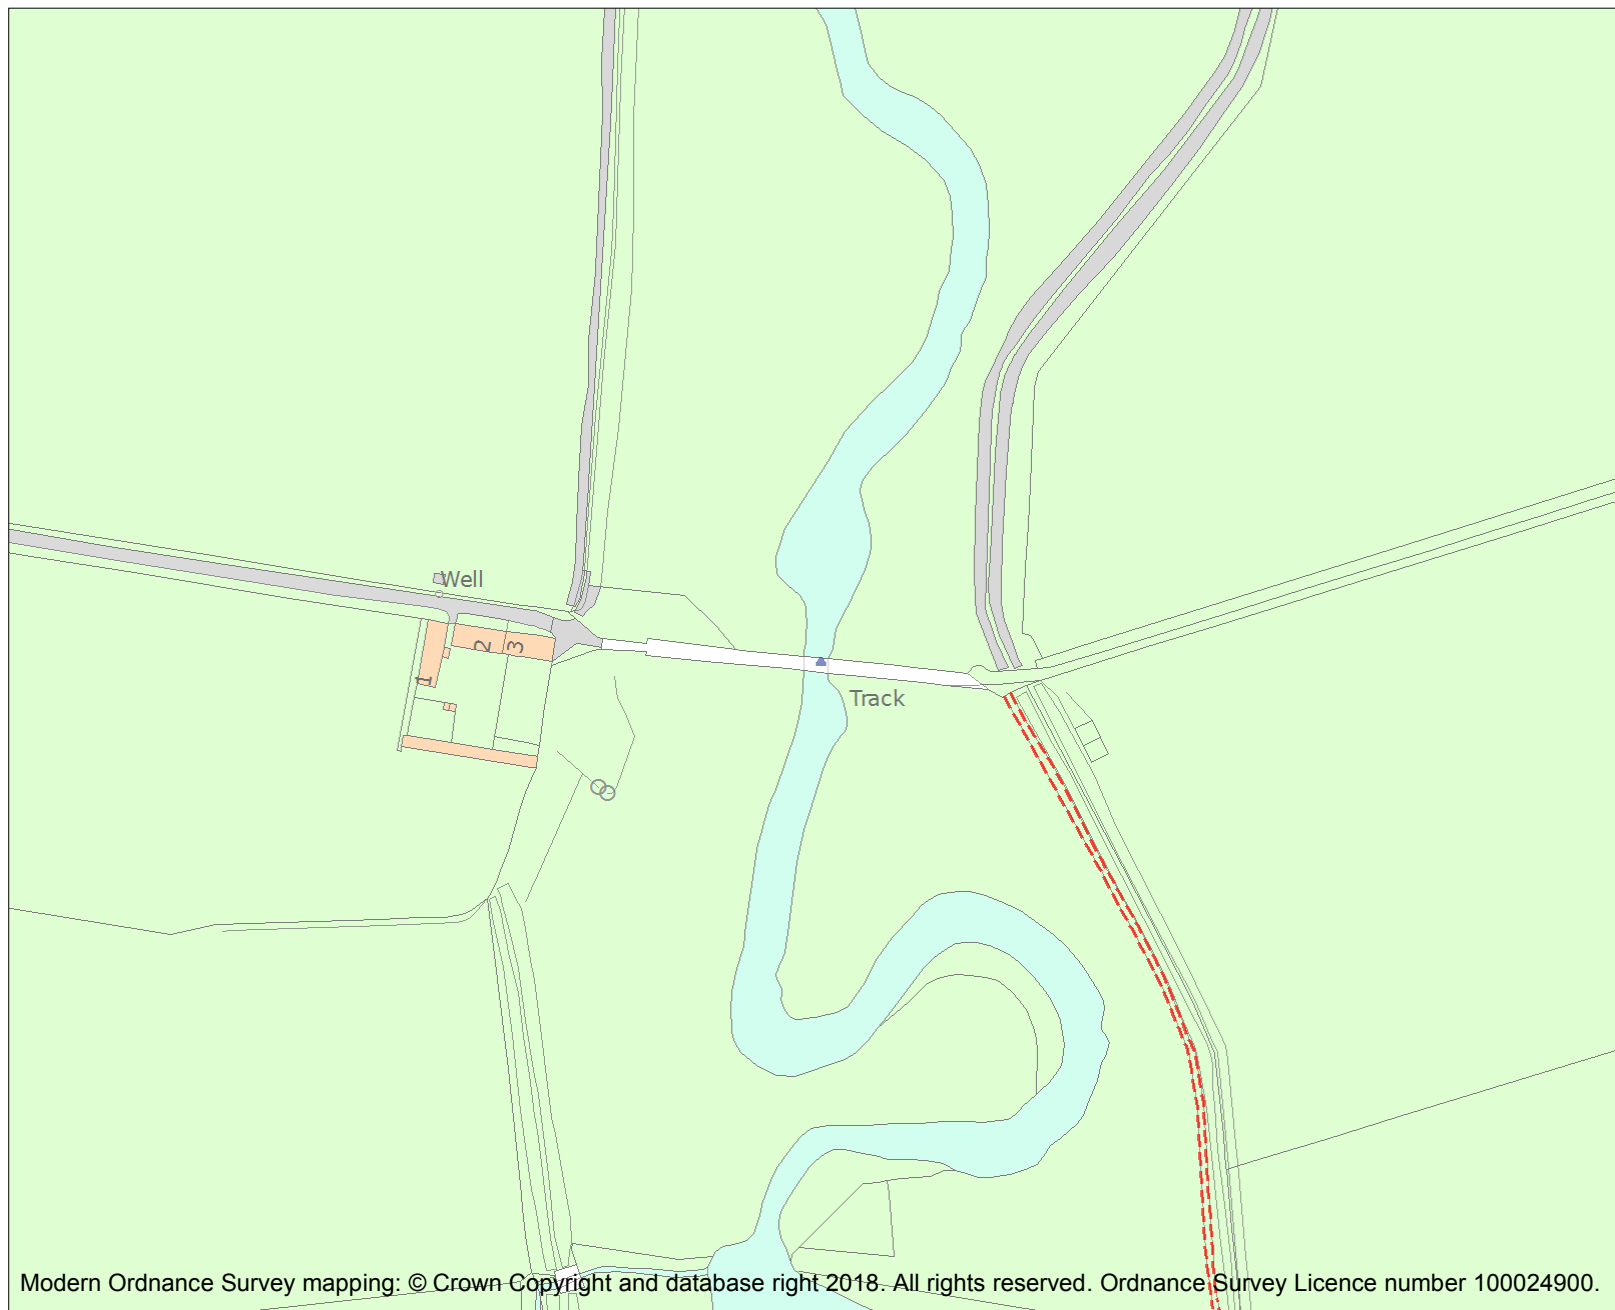 Well
2
3
1
Track
Modern Ordnance Survey mapping: © Crown Copyright and database right 2018. All rights reserved. Ordnance Survey Licence number 100024900.